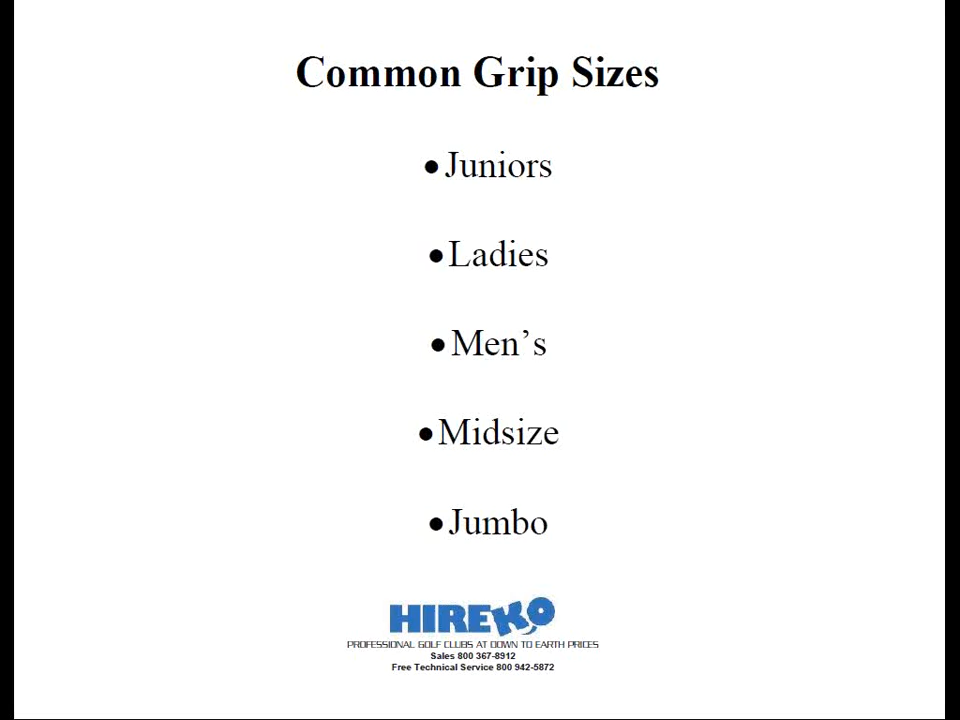 Common Grip Sizes
•Juniors
•Ladies
•Men’s
•Midsize
•Jumbo
HIREKO
PROFESSIONAL GOLF CLUBS AT DOWN TO EARTH PRICES
Sales 800 367-8912
Free Technical Service 800 942-5872